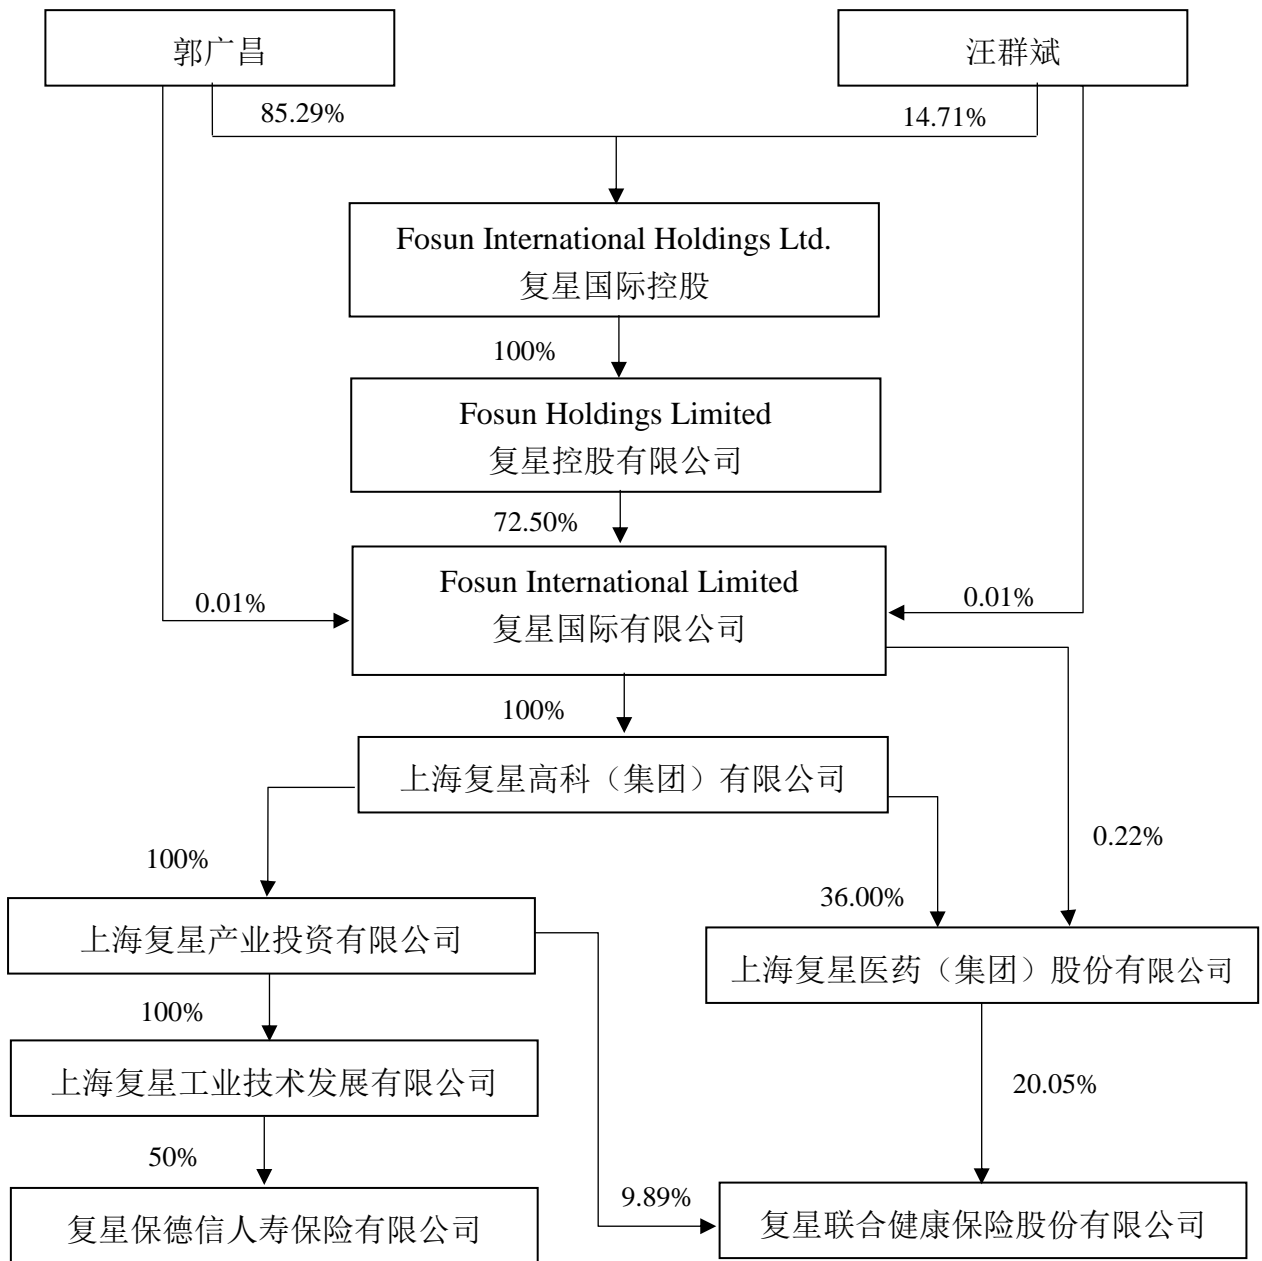 郭广昌
汪群斌
85.29%
14.71%
Fosun International Holdings Ltd.
复星国际控股
100%
Fosun Holdings Limited
复星控股有限公司
72.50%
Fosun International Limited
复星国际有限公司
0.01%
0.01%
100%
上海复星高科（集团）有限公司
0.22%
100%
36.00%
上海复星产业投资有限公司
上海复星医药（集团）股份有限公司
100%
上海复星工业技术发展有限公司
20.05%
50%
9.89%
复星保德信人寿保险有限公司
复星联合健康保险股份有限公司